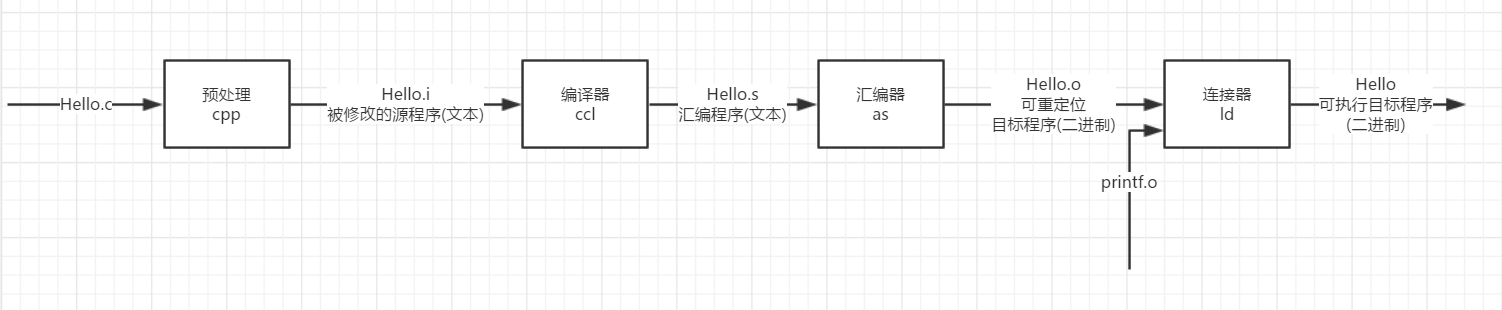 Hello.c
预处理
cpp
Hello.i
被修改的源程序(文本)
编译器
ccl
Hello.s
汇编程序(文本)
汇编器
as
Hello.o
可重定位
目标程序(二进制)
printf.o
连接器
ld
Hello
可执行目标程序
(二进制)